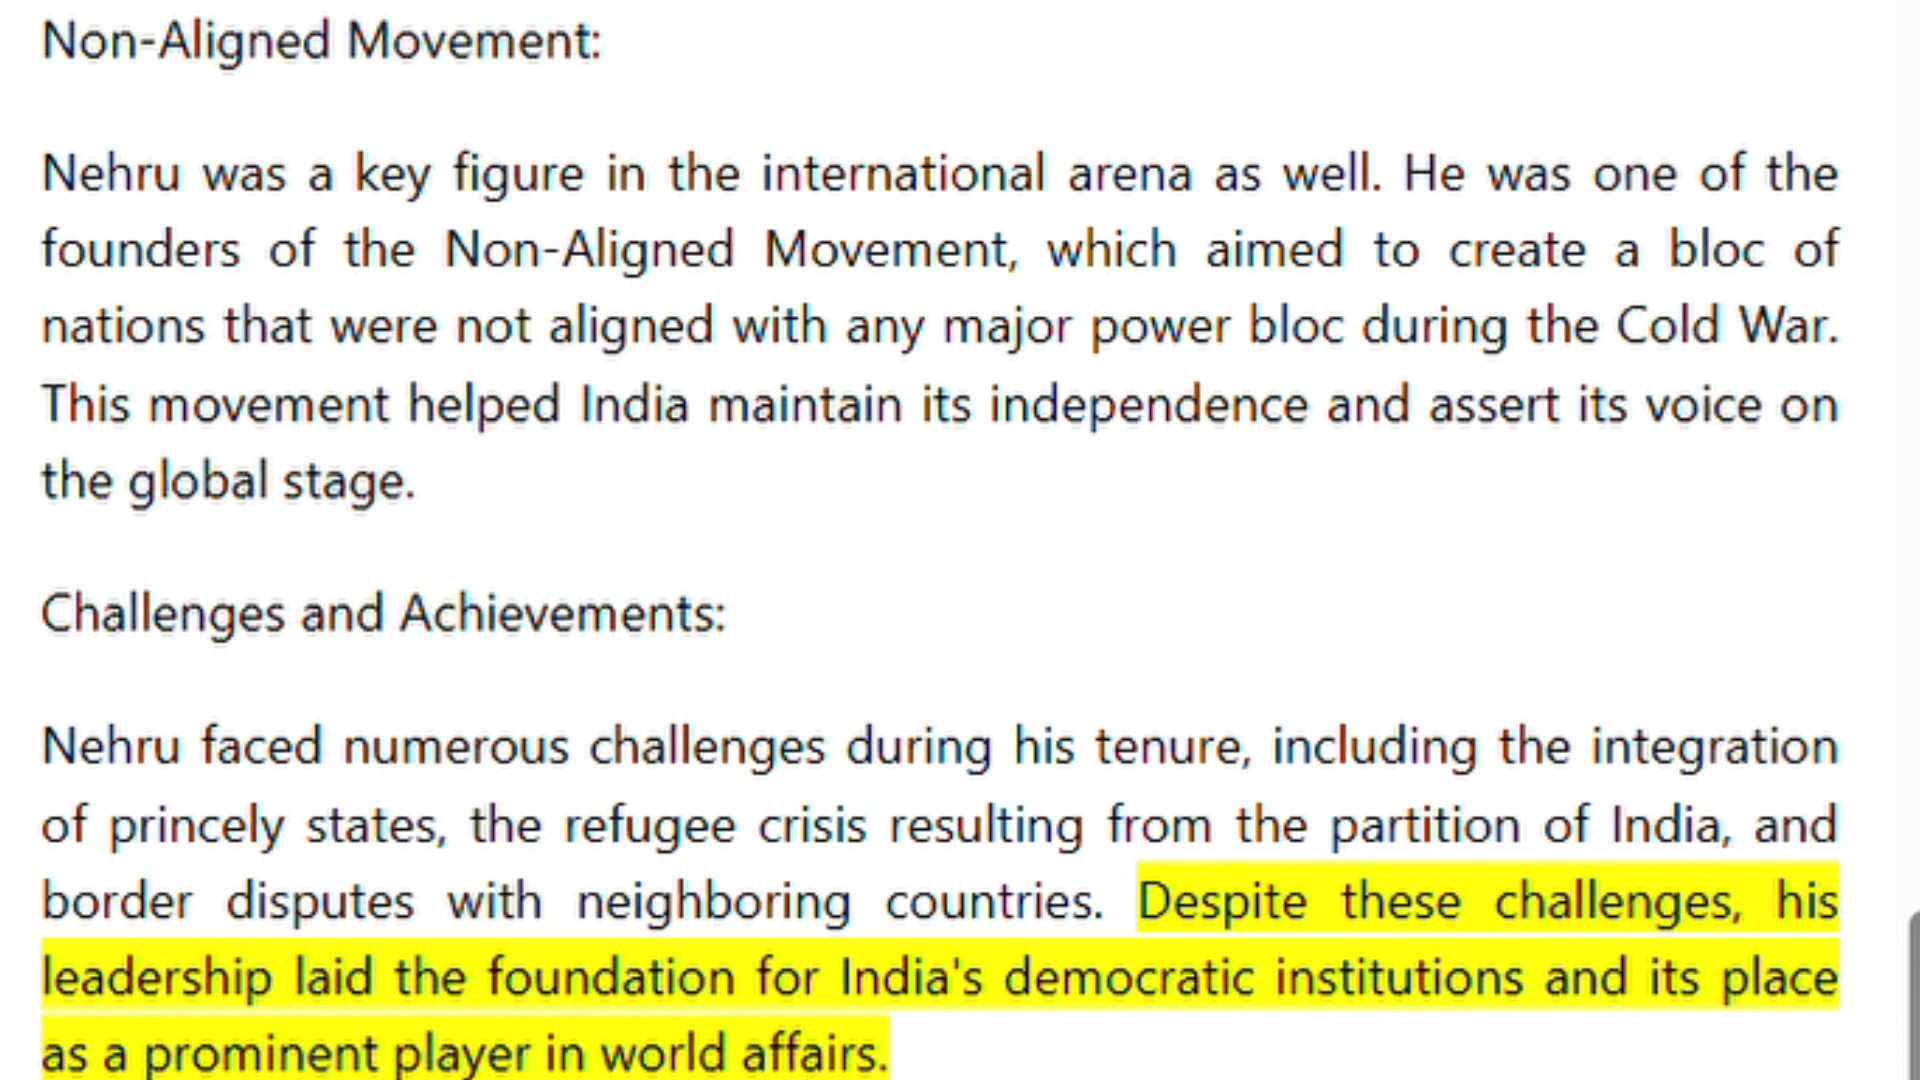 Non-Aligned Movement:
Nehru was a key figure in the international arena as well. He was one of the
founders of the Non-Aligned Movement, which aimed to create a bloc of
nations that were not aligned with any major power bloc during the Cold War.
This movement helped India maintain its independence and assert its voice on
the global stage.
Challenges and Achievements:
Nehru faced numerous challenges during his tenure, including the integration
of princely states, the refugee crisis resulting from the partition of India, and
border disputes with neighboring countries. Despite these challenges, his
leadership laid the foundation for India's democratic institutions and its place
as a prominent player in world affairs.